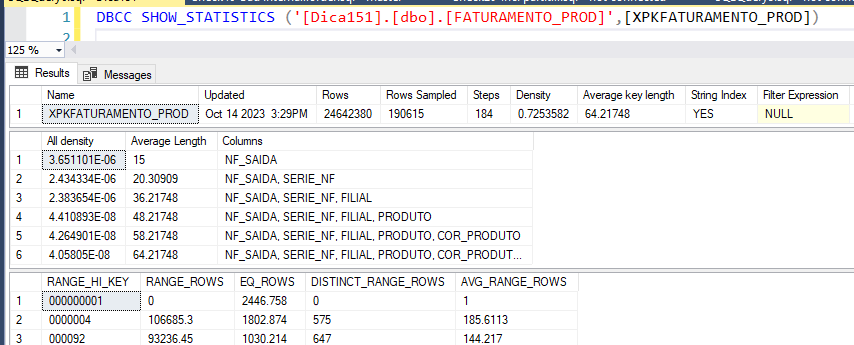 DBCC SHOW_STATISTICS ('[Dica151].[dbo].[FATURAMENTO_PROD]',[XPKFATURAMENTO_PROD])
1
2
125 %
Results Messages
Name Updated Rows Rows Sampled Steps Density Average key length String Index Filter Expression
1 XPKFATURAMENTO_PROD Oct 14 2023 3:29PM 24642380 190615 184 0.7253582 64.21748 YES NULL
All density Average Length Columns
1 3.651101E-06 15 NF_SAIDA
2 2.434334E-06 20.30909 NF_SAIDA, SERIE_NF
3 2.383654E-06 36.21748 NF_SAIDA, SERIE_NF, FILIAL
4 4.410893E-08 48.21748 NF_SAIDA, SERIE_NF, FILIAL, PRODUTO
5 4.264901E-08 58.21748 NF_SAIDA, SERIE_NF, FILIAL, PRODUTO, COR_PRODUTO
6 4.05805E-08 64.21748 NF_SAIDA, SERIE_NF, FILIAL, PRODUTO, COR_PRODUT...
RANGE_HI_KEY RANGE_ROWS EQ_ROWS DISTINCT_RANGE_ROWS AVG_RANGE_ROWS
1 000000001 0 2446.758 0 1
2 0000004 106685.3 1802.874 575 185.6113
3 000092 93236.45 1030.214 647 144.217